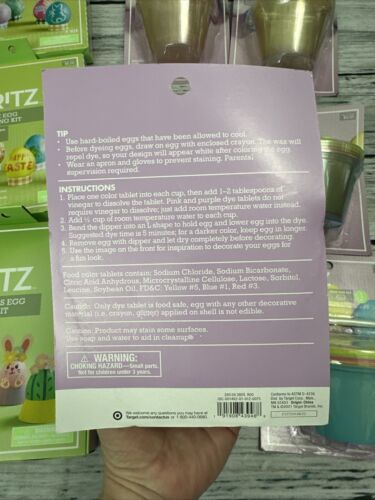 RITZ
TIP
• Use hard-boiled eggs that have been allowed to cool.
• Before dyeing eggs, draw on egg with enclosed crayon. The wax will
repel dye, so your design will appear while after coloring the egg.
• Wear an apron and gloves to prevent staining. Parental
supervision required.
INSTRUCTIONS
1. Place one color tablet into each cup, then add 1–2 tablespoons of
vinegar to dissolve the tablet. Pink and purple dye tablets do not
require vinegar to dissolve; just add room temperature water instead.
2. Add ½ cup of room temperature water to each cup.
3. Bend the dipper into an L shape to hold egg and lower egg into the dye.
Suggested dye time is 5 minutes; for a darker color, keep egg in longer.
4. Remove egg with dipper and let dry completely before decorating.
5. Use the image on the front for inspiration to decorate your eggs for
a fun look.
Food color tablets contain: Sodium Chloride, Sodium Bicarbonate,
Citric Acid Anhydrous, Microcrystalline Cellulose, Lactose, Sorbitol,
Leucine, Soybean Oil, FD&C: Yellow #5, Blue #1, Red #3.
Caution: Only dye tablet is food safe, egg with any other decorative
material (i.e. crayon, glitter) applied on shell is not edible.
Caution: Product may stain some surfaces.
Use soap and water to aid in cleanup.
WARNING:
CHOKING HAZARD—Small parts.
Not for children under 3 years.
We welcome any questions you may have.
Target.com/contactus or 1-800-440-0680.